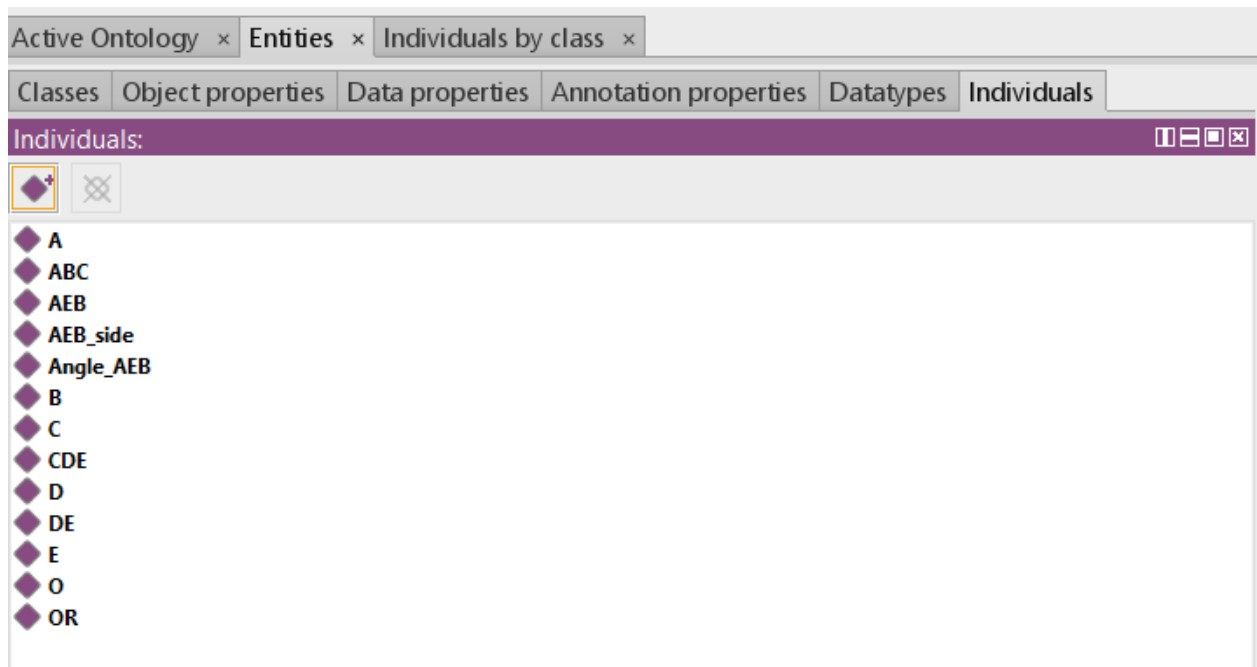 Active Ontology × Entities × Individuals by class ×
Classes Object properties Data properties Annotation properties Datatypes Individuals
Individuals:
A
ABC
AEB
AEB_side
Angle_AEB
B
C
CDE
D
DE
E
O
OR